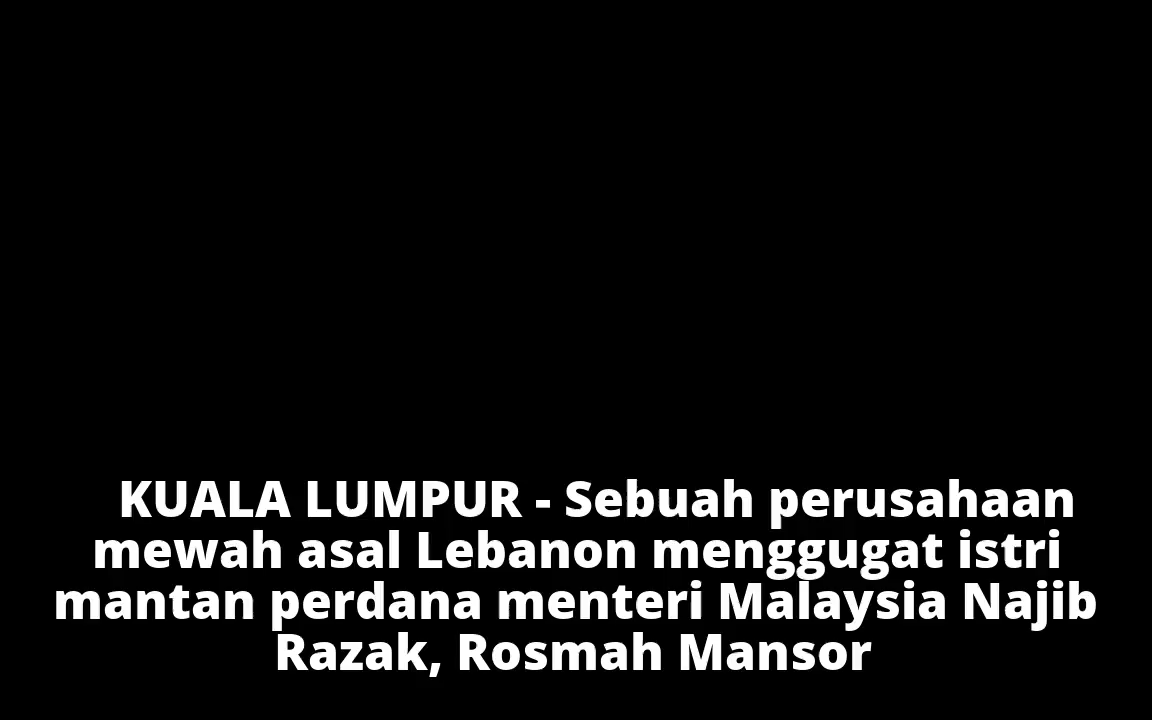 KUALA LUMPUR - Sebuah perusahaan
mewah asal Lebanon menggugat istri
mantan perdana menteri Malaysia Najib
Razak, Rosmah Mansor